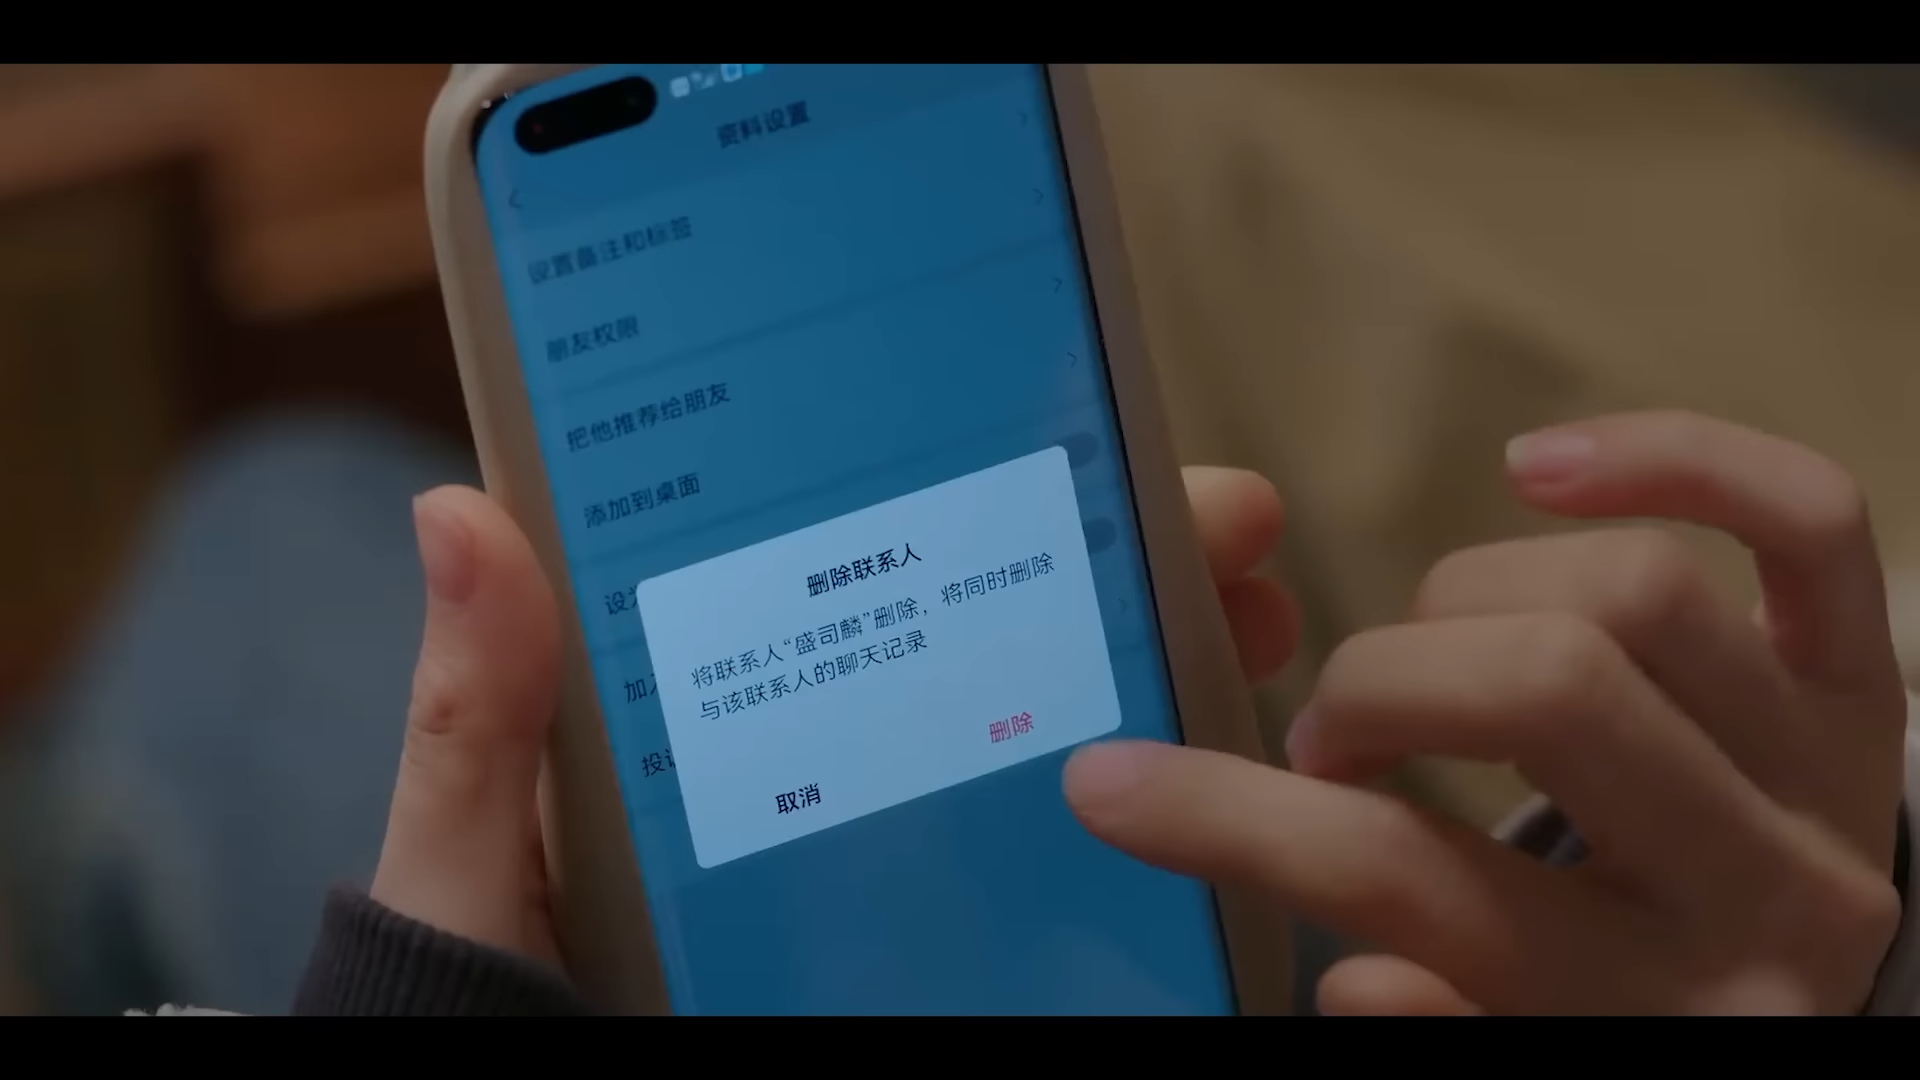 资料设置
设置备注和标签
朋友权限
把他推荐给朋友
添加到桌面
设
加
投
删除联系人
将联系人“盛司麟”删除，将同时删除
与该联系人的聊天记录
删除
取消